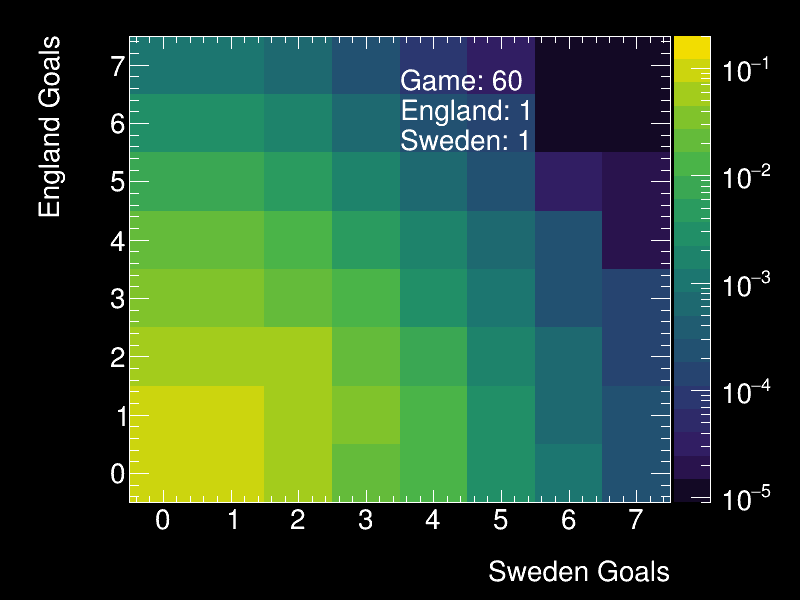 England Goals
7
6
5
4
3
2
1
0
Game: 60
England: 1
Sweden: 1
10⁻¹
10⁻²
10⁻³
10⁻⁴
10⁻⁵
0 1 2 3 4 5 6 7
Sweden Goals